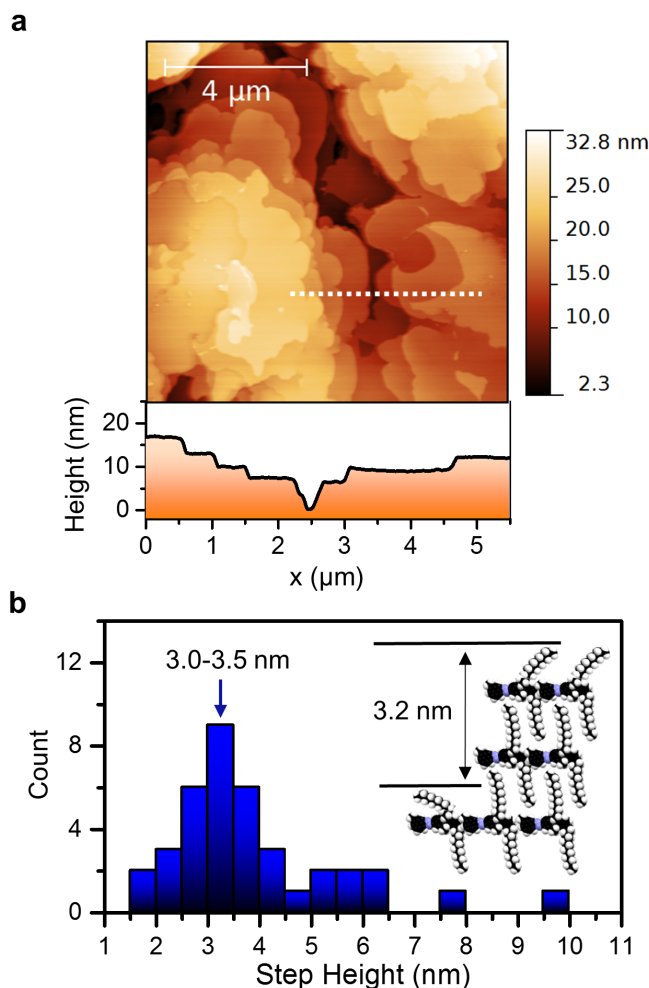 a
4 μm
32.8 nm
25.0
20.0
15.0
10,0
2.3
Height (nm)
20
10
0
0 1 2 3 4 5
x (μm)
b
3.0-3.5 nm
3.2 nm
Count
12
8
4
0
1 2 3 4 5 6 7 8 9 10 11
Step Height (nm)